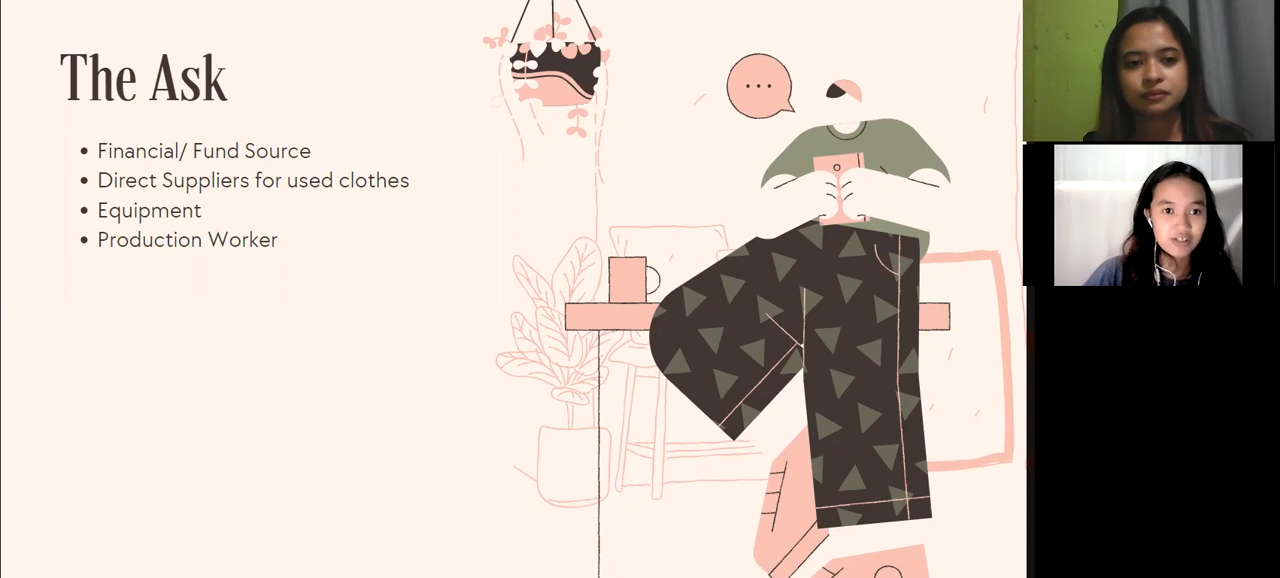 The Ask
• Financial/ Fund Source
• Direct Suppliers for used clothes
• Equipment
• Production Worker